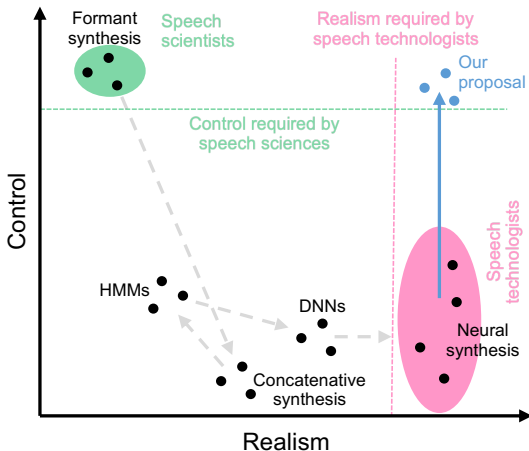 Formant
synthesis
Speech
scientists
Realism required by
speech technologists
Our
proposal
Control required by
speech sciences
Control
HMMs
DNNs
Concatenative
synthesis
Speech
technologists
Neural
synthesis
Realism